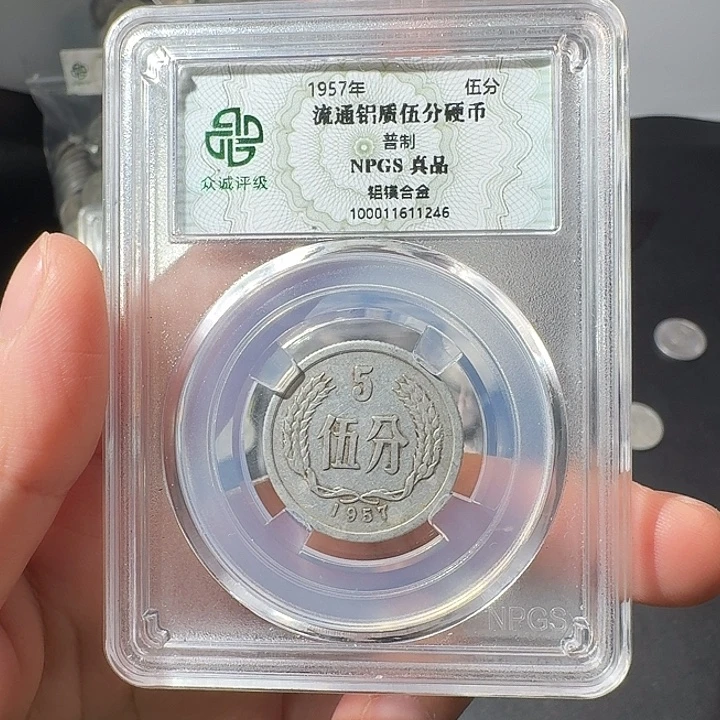 1957年 伍分
流通铝质伍分硬币
普制
NPGS 真品
铝镁合金
100011611246
众诚评级
5
伍分
1957
NPGS